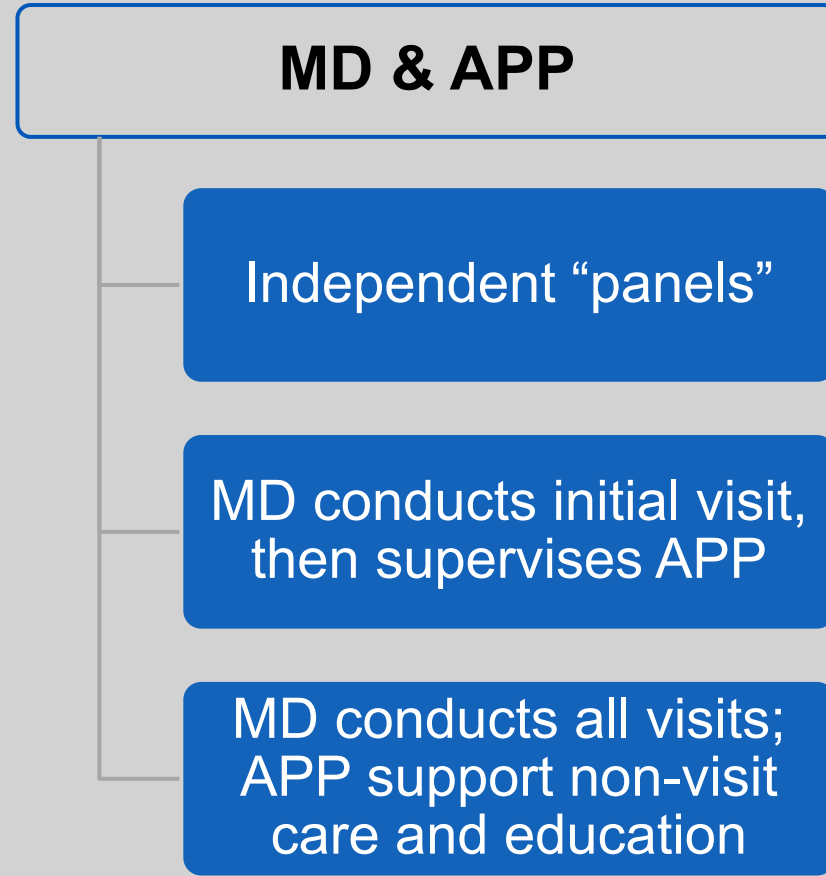 MD & APP
Independent “panels”
MD conducts initial visit,
then supervises APP
MD conducts all visits;
APP support non-visit
care and education